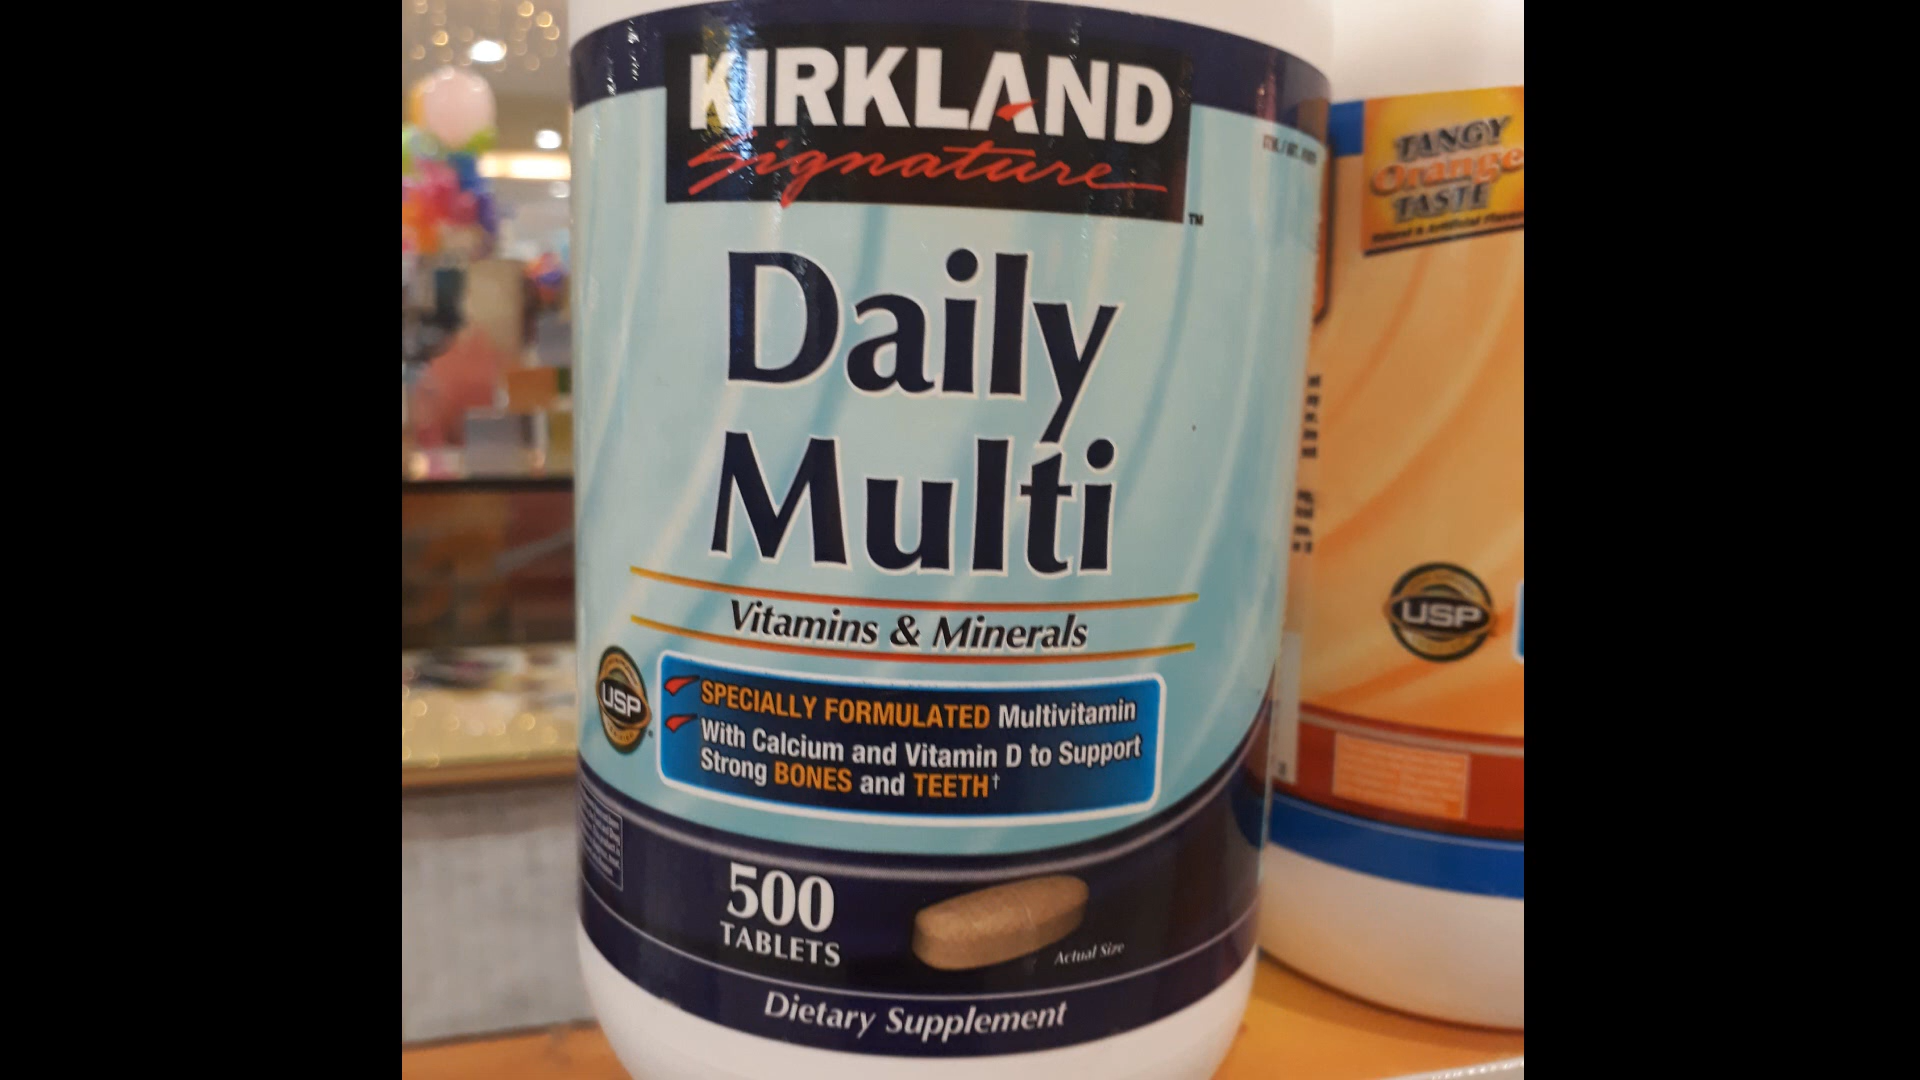 KIRKLAND
Signature
TM
Daily
Multi
Vitamins & Minerals
USP
SPECIALLY FORMULATED Multivitamin
With Calcium and Vitamin D to Support
Strong BONES and TEETH†
500
TABLETS
Actual Size
Dietary Supplement
TANGY
Orange
TASTE
USP